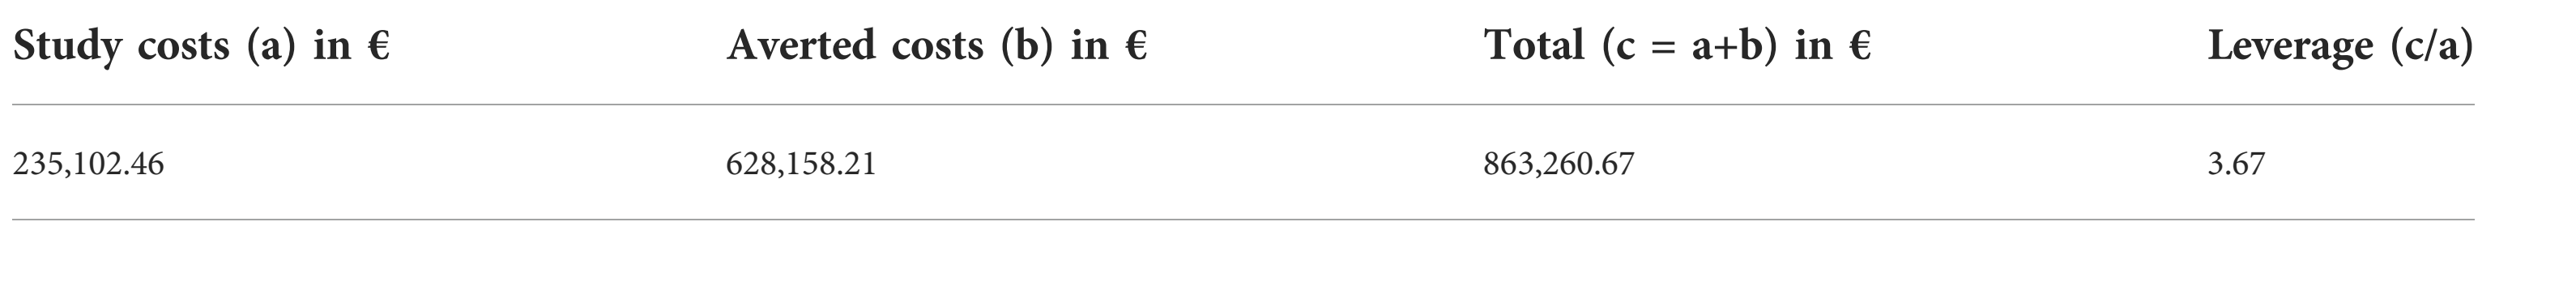 Study costs (a) in € Averted costs (b) in € Total (c = a+b) in € Leverage (c/a)
235,102.46 628,158.21 863,260.67 3.67